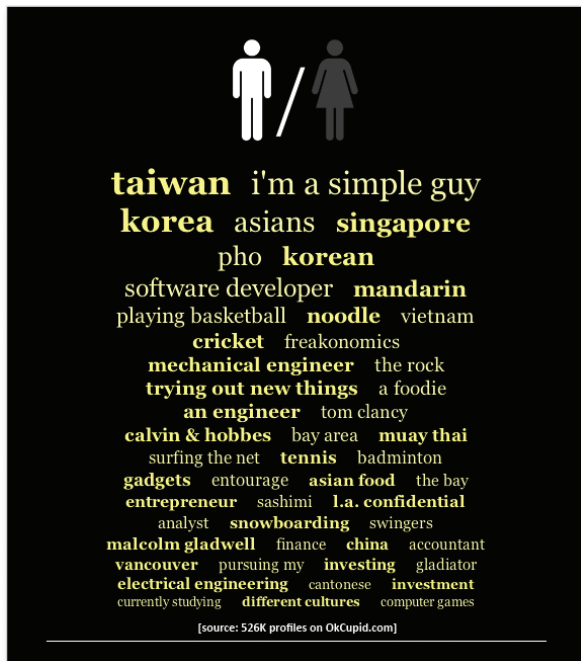 taiwan i'm a simple guy
korea asians singapore
pho korean
software developer mandarin
playing basketball noodle vietnam
cricket freakonomics
mechanical engineer the rock
trying out new things a foodie
an engineer tom clancy
calvin & hobbes bay area muay thai
surfing the net tennis badminton
gadgets entourage asian food the bay
entrepreneur sashimi l.a. confidential
analyst snowboarding swingers
malcolm gladwell finance china accountant
vancouver pursuing my investing gladiator
electrical engineering cantonese investment
currently studying different cultures computer games
[source: 526K profiles on OkCupid.com]